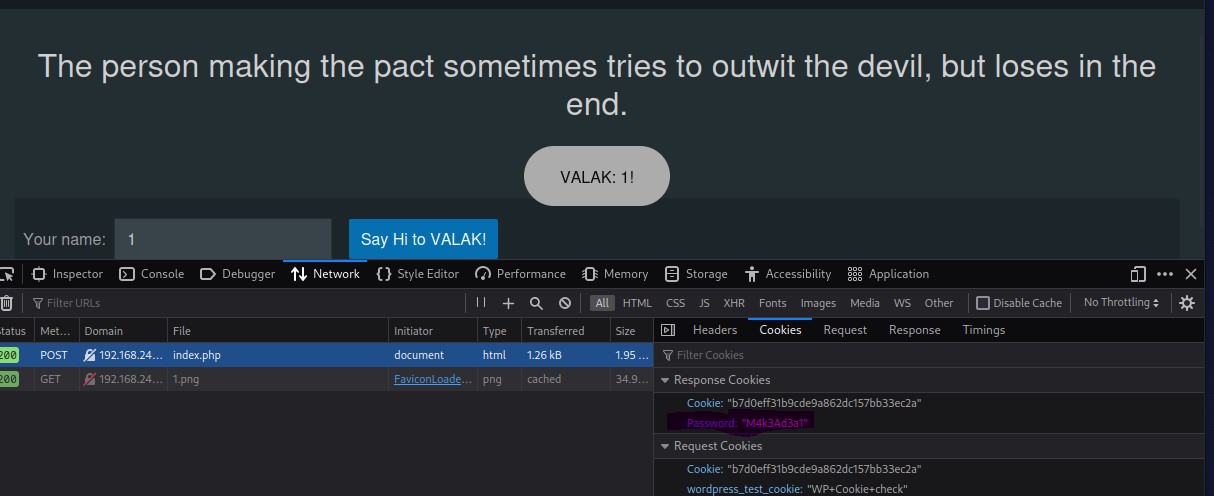 The person making the pact sometimes tries to outwit the devil, but loses in the
end.
VALAK: 1!
Your name: 1 Say Hi to VALAK!
Inspector Console Debugger Network Style Editor Performance Memory Storage Accessibility Application
Filter URLs All HTML CSS JS XHR Fonts Images Media WS Other Disable Cache No Throttling
Status Met... Domain File Initiator Type Transferred Size Headers Cookies Request Response Timings
200 POST 192.168.24... index.php document html 1.26 kB 1.95 ... Filter Cookies
200 GET 192.168.24... 1.png FaviconLoade... png cached 34.9... Response Cookies
Cookie: "b7d0eff31b9cde9a862dc157bb33ec2a"
Password: "M4k3Ad3a1"
Request Cookies
Cookie: "b7d0eff31b9cde9a862dc157bb33ec2a"
wordpress_test_cookie: "WP+Cookie+check"